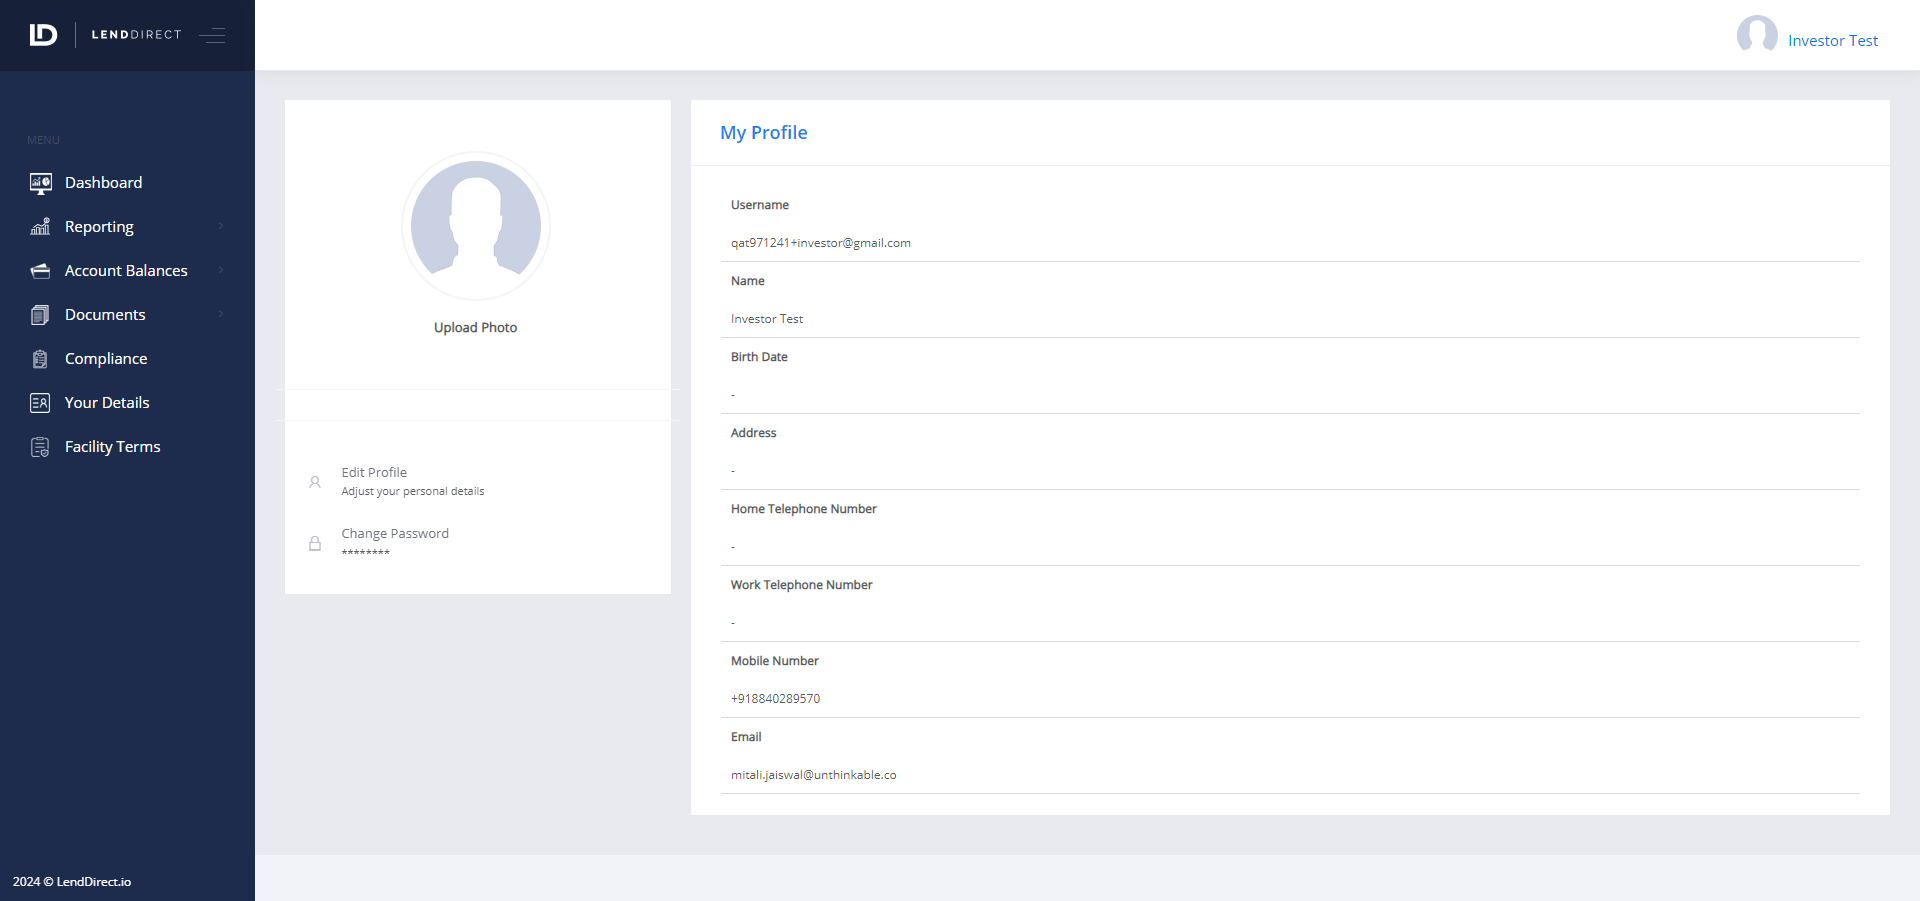 LD LENDDIRECT
Investor Test
MENU
Dashboard
Reporting
Account Balances
Documents
Compliance
Your Details
Facility Terms
2024 © LendDirect.io
Upload Photo
Edit Profile
Adjust your personal details
Change Password
********
My Profile
Username
qat971241+investor@gmail.com
Name
Investor Test
Birth Date
-
Address
-
Home Telephone Number
-
Work Telephone Number
-
Mobile Number
+918840289570
Email
mitali.jaiswal@unthinkable.co